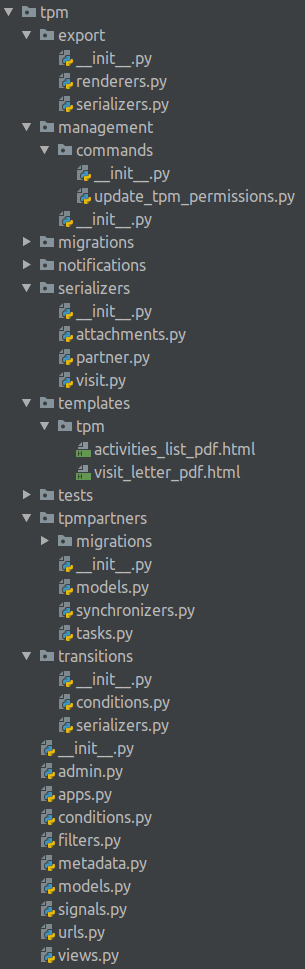 tpm
export
__init__.py
renderers.py
serializers.py
management
commands
__init__.py
update_tpm_permissions.py
__init__.py
migrations
notifications
serializers
__init__.py
attachments.py
partner.py
visit.py
templates
tpm
activities_list_pdf.html
visit_letter_pdf.html
tests
tpmpartners
migrations
__init__.py
models.py
synchronizers.py
tasks.py
transitions
__init__.py
conditions.py
serializers.py
__init__.py
admin.py
apps.py
conditions.py
filters.py
metadata.py
models.py
signals.py
urls.py
views.py